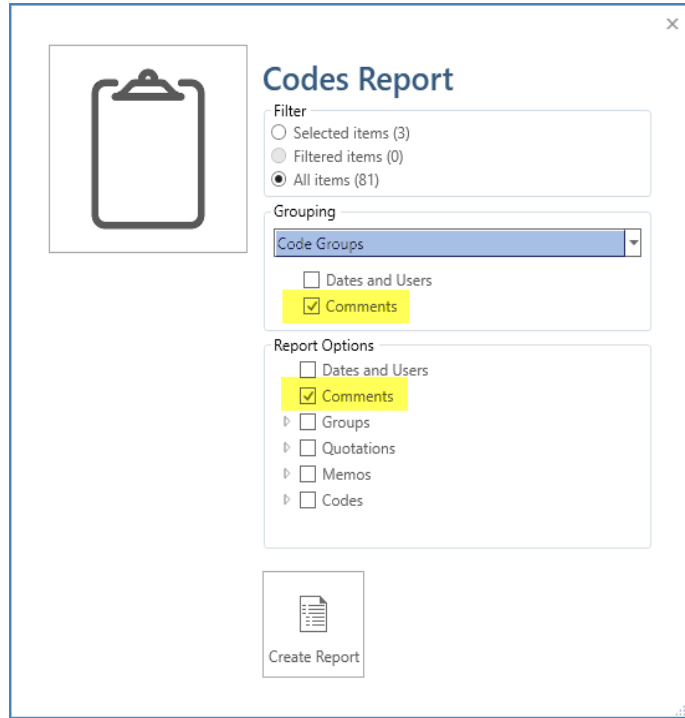 Codes Report
Filter
Selected items (3)
Filtered items (0)
All items (81)
Grouping
Code Groups
Dates and Users
Comments
Report Options
Dates and Users
Comments
Groups
Quotations
Memos
Codes
Create Report